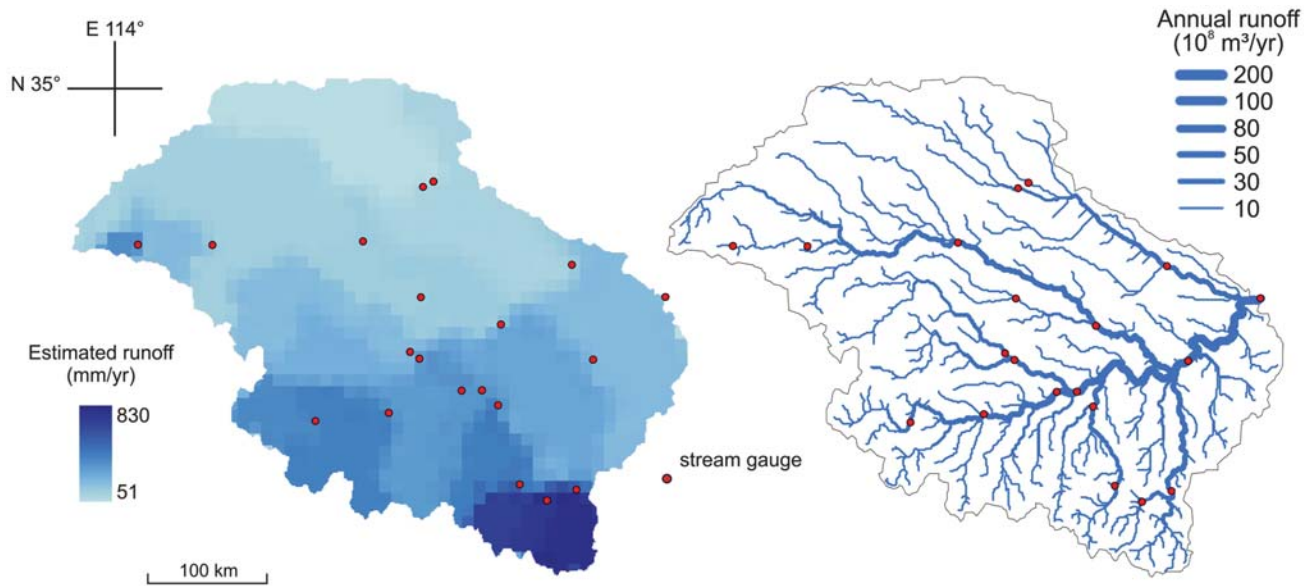 E 114°
N 35°
Estimated runoff
(mm/yr)
830
51
100 km
stream gauge
Annual runoff
(10⁸ m³/yr)
200
100
80
50
30
10